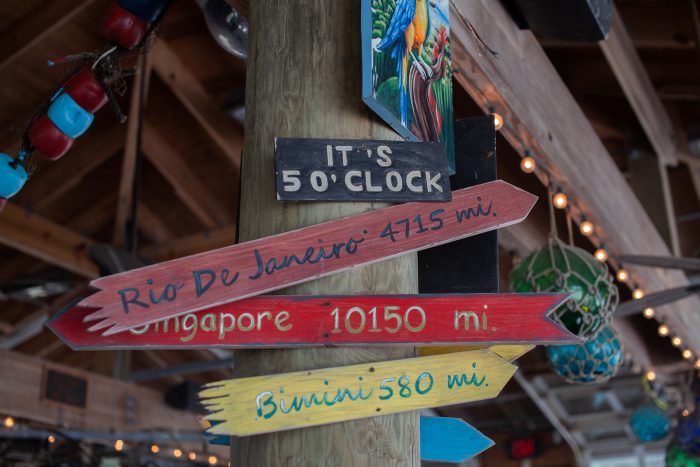 IT'S
5 O'CLOCK
Rio De Janeiro 4715 mi.
Singapore 10150 mi.
Bimini 580 mi.